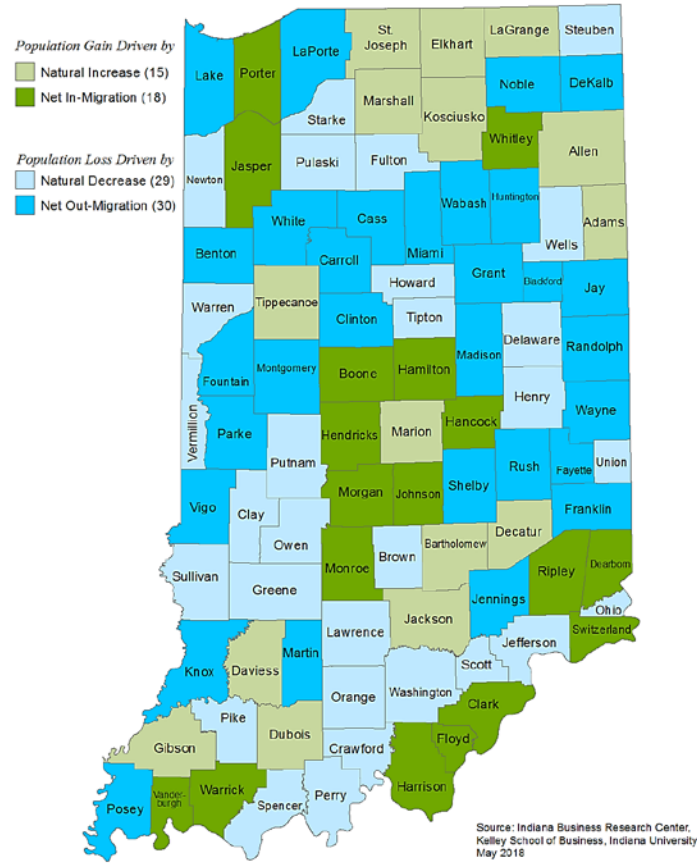 Population Gain Driven by
Natural Increase (15)
Net In-Migration (18)
Population Loss Driven by
Natural Decrease (29)
Net Out-Migration (30)
Lake
Porter
LaPorte
St.
Joseph
Elkhart
LaGrange
Steuben
Noble
DeKalb
Starke
Marshall
Kosciusko
Whitley
Allen
Newton
Jasper
Pulaski
Fulton
White
Cass
Miami
Wabash
Huntington
Wells
Adams
Benton
Carroll
Howard
Grant
Blackford
Jay
Warren
Tippecanoe
Clinton
Tipton
Madison
Delaware
Randolph
Fountain
Montgomery
Boone
Hamilton
Henry
Wayne
Vermillion
Parke
Putnam
Hendricks
Marion
Hancock
Rush
Fayette
Union
Vigo
Clay
Owen
Morgan
Johnson
Shelby
Franklin
Decatur
Bartholomew
Sullivan
Greene
Monroe
Brown
Jennings
Ripley
Dearborn
Ohio
Switzerland
Jefferson
Jackson
Lawrence
Knox
Daviess
Martin
Orange
Washington
Scott
Clark
Floyd
Harrison
Crawford
Gibson
Pike
Dubois
Posey
Vander-
burgh
Warrick
Spencer
Perry
Source: Indiana Business Research Center,
Kelley School of Business, Indiana University
May 2018